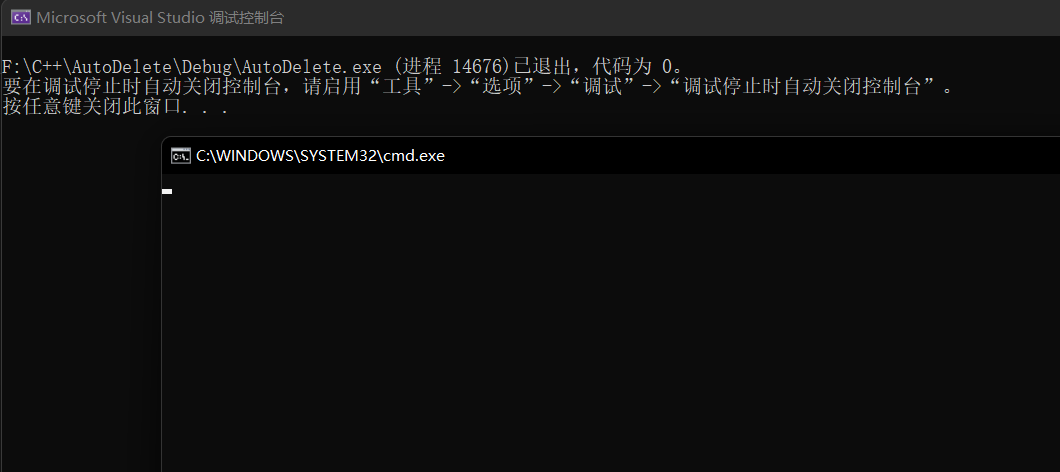 Microsoft Visual Studio 调试控制台
F:\C++\AutoDelete\Debug\AutoDelete.exe (进程 14676)已退出，代码为 0。
要在调试停止时自动关闭控制台，请启用“工具”->“选项”->“调试”->“调试停止时自动关闭控制台”。
按任意键关闭此窗口. . .
C:\WINDOWS\SYSTEM32\cmd.exe